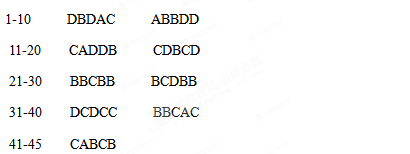 1-10 DBDAC ABBDD
11-20 CADDB CDBCD
21-30 BBCBB BCDBB
31-40 DCDCC BBCAC
41-45 CABCB